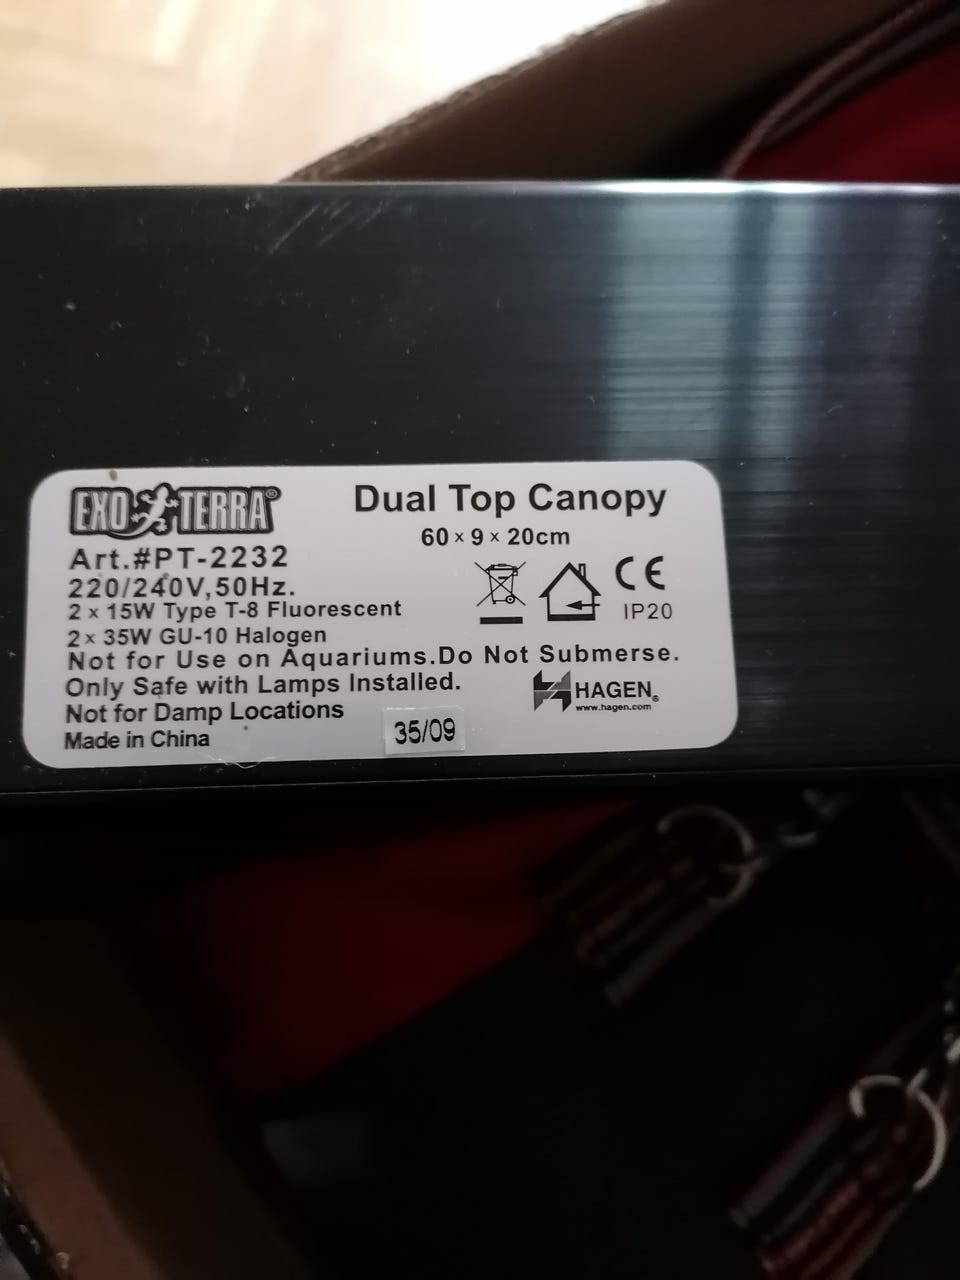 EXO TERRA®
Dual Top Canopy
60 × 9 × 20cm
Art.#PT-2232
220/240V,50Hz.
2 × 15W Type T-8 Fluorescent
2 × 35W GU-10 Halogen
CE
IP20
Not for Use on Aquariums.Do Not Submerse.
Only Safe with Lamps Installed.
HAGEN®
www.hagen.com
Not for Damp Locations
35/09
Made in China